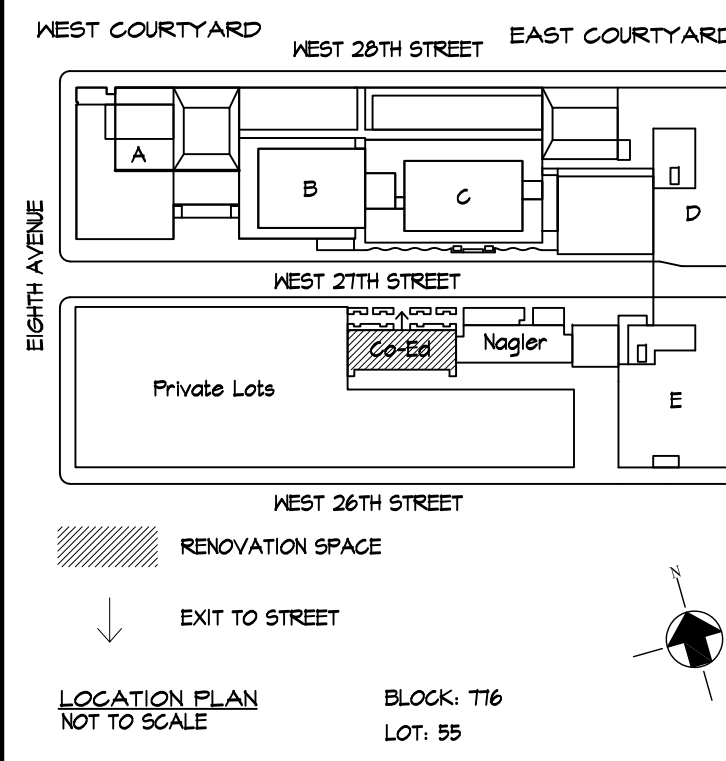 WEST COURTYARD
EAST COURTYARD
WEST 28TH STREET
A
B
C
D
EIGHTH AVENUE
WEST 27TH STREET
Co-Ed
Nagler
Private Lots
E
WEST 26TH STREET
RENOVATION SPACE
EXIT TO STREET
N
LOCATION PLAN
NOT TO SCALE
BLOCK: 776
LOT: 55